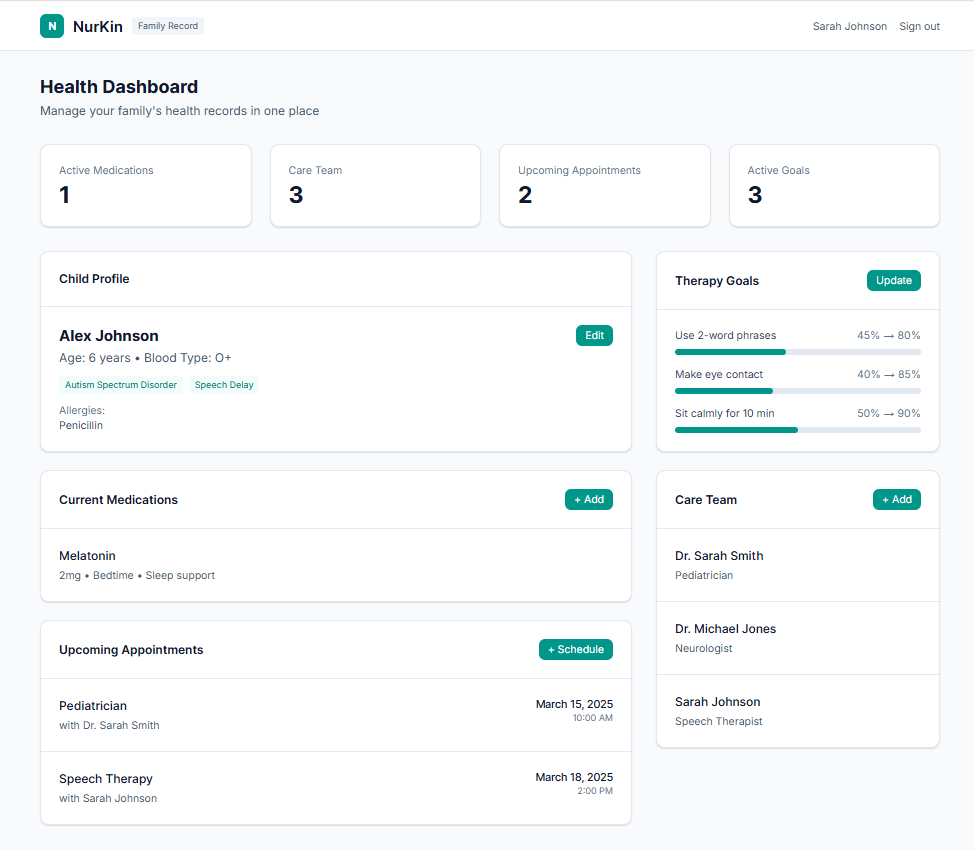 N NurKin Family Record
Sarah Johnson Sign out
Health Dashboard
Manage your family's health records in one place
Active Medications
1
Care Team
3
Upcoming Appointments
2
Active Goals
3
Child Profile
Alex Johnson
Edit
Age: 6 years • Blood Type: O+
Autism Spectrum Disorder Speech Delay
Allergies:
Penicillin
Therapy Goals
Update
Use 2-word phrases 45% → 80%
Make eye contact 40% → 85%
Sit calmly for 10 min 50% → 90%
Current Medications
+ Add
Melatonin
2mg • Bedtime • Sleep support
Care Team
+ Add
Dr. Sarah Smith
Pediatrician
Dr. Michael Jones
Neurologist
Sarah Johnson
Speech Therapist
Upcoming Appointments
+ Schedule
Pediatrician
with Dr. Sarah Smith
March 15, 2025
10:00 AM
Speech Therapy
with Sarah Johnson
March 18, 2025
2:00 PM